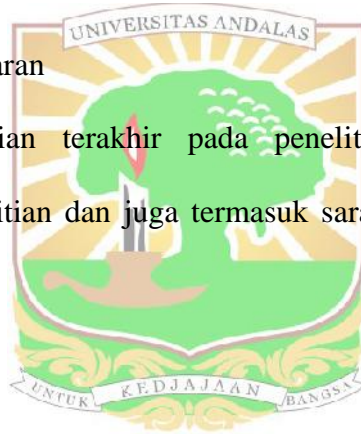 UNIVERSITAS ANDALAS
aran
ian terakhir pada penelit
itian dan juga termasuk sara
UNTUK KEDJAJAAN BANGSA